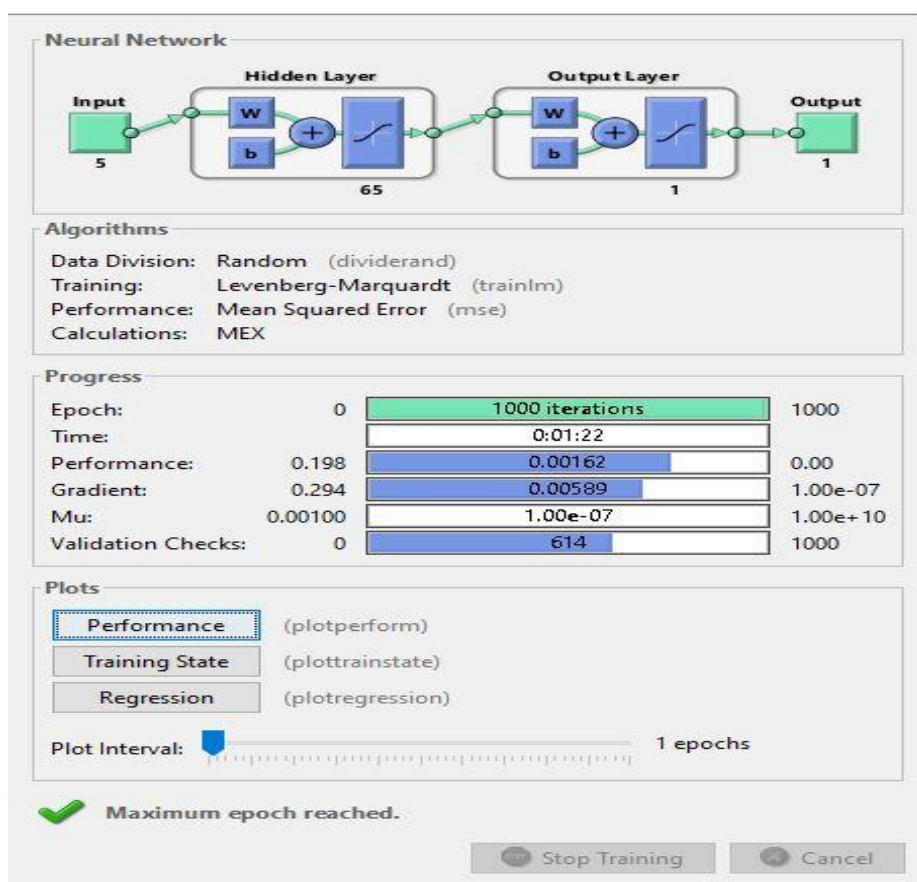 Neural Network
Hidden Layer Output Layer
Input Output
W W
+ +
b b
5 1
65 1
Algorithms
Data Division: Random (dividerand)
Training: Levenberg-Marquardt (trainlm)
Performance: Mean Squared Error (mse)
Calculations: MEX
Progress
Epoch: 0 1000 iterations 1000
Time: 0:01:22
Performance: 0.198 0.00162 0.00
Gradient: 0.294 0.00589 1.00e-07
Mu: 0.00100 1.00e-07 1.00e+10
Validation Checks: 0 614 1000
Plots
Performance (plotperform)
Training State (plottrainstate)
Regression (plotregression)
Plot Interval: 1 epochs
Maximum epoch reached.
Stop Training Cancel